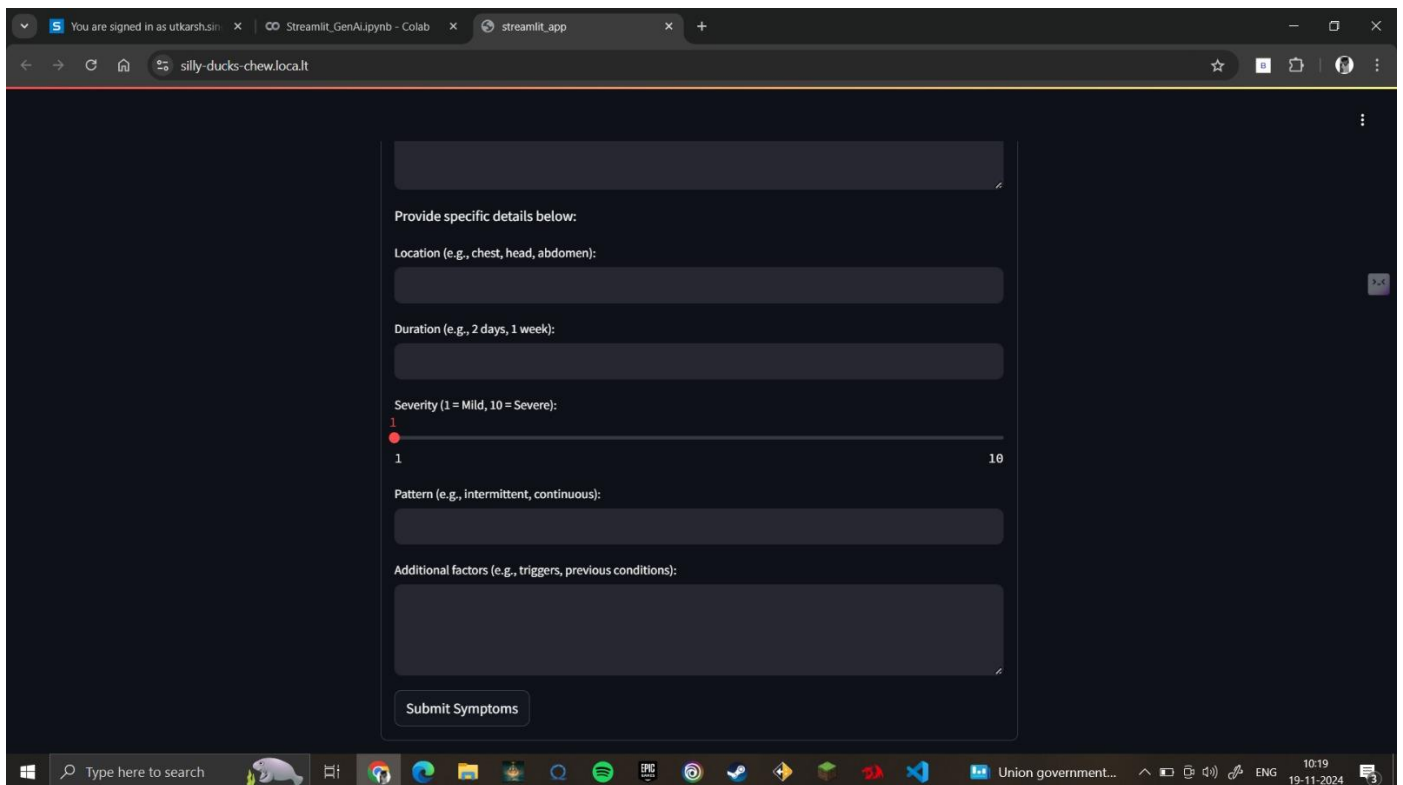 You are signed in as utkarsh.sin
Streamlit_GenAi.ipynb - Colab
streamlit_app
silly-ducks-chew.loca.lt
Provide specific details below:
Location (e.g., chest, head, abdomen):
Duration (e.g., 2 days, 1 week):
Severity (1 = Mild, 10 = Severe):
1
1 10
Pattern (e.g., intermittent, continuous):
Additional factors (e.g., triggers, previous conditions):
Submit Symptoms
Type here to search
EPIC
Union government...
ENG
10:19
19-11-2024
3